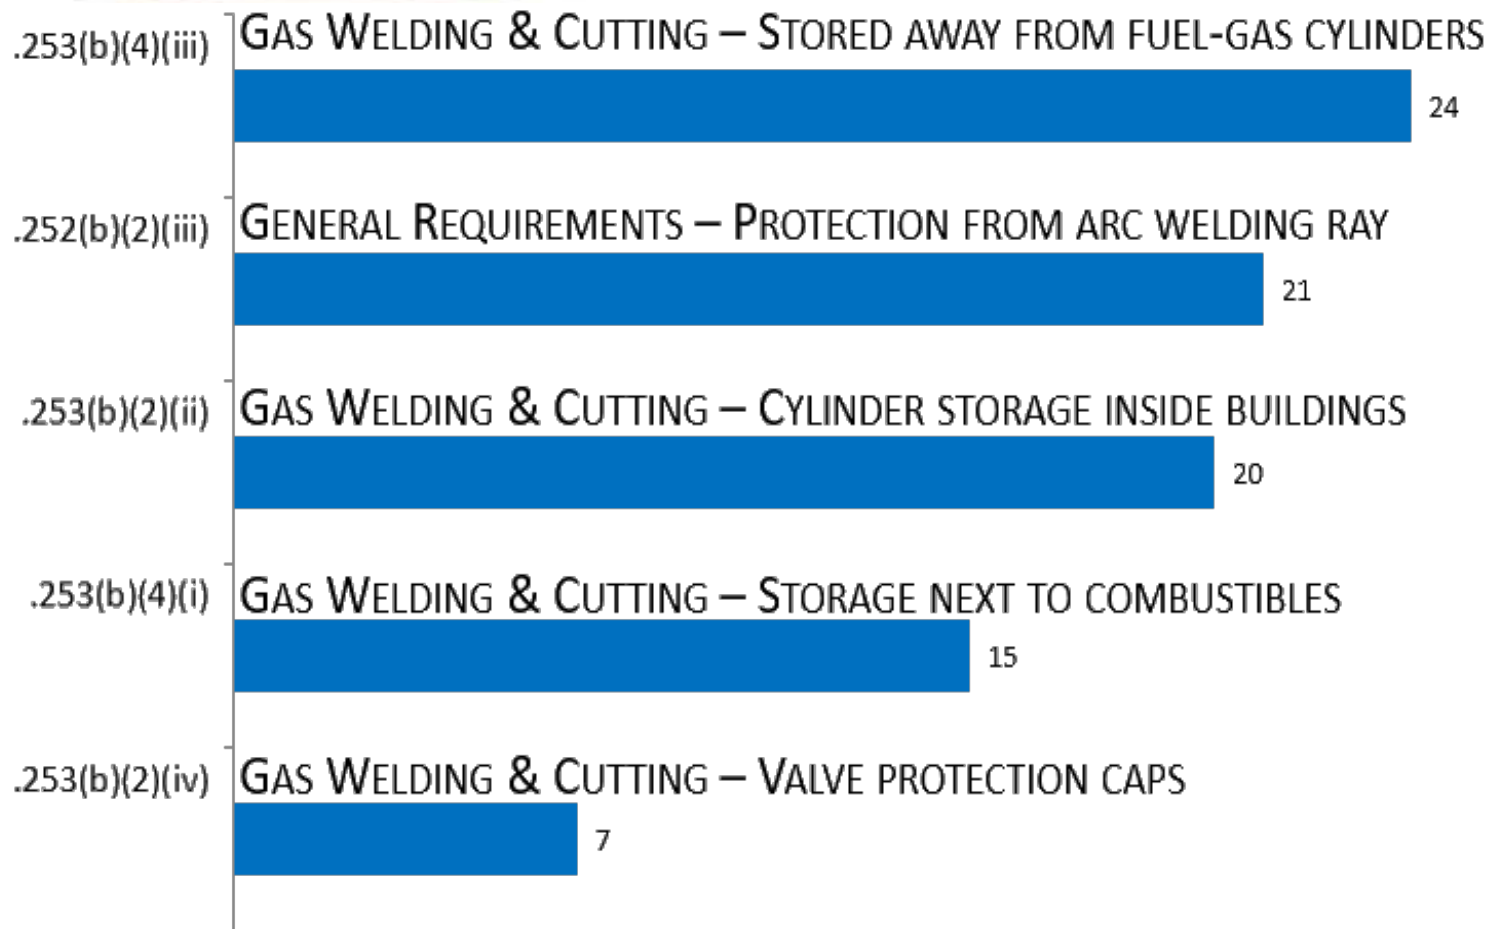 .253(b)(4)(iii) GAS WELDING & CUTTING – STORED AWAY FROM FUEL-GAS CYLINDERS
24
.252(b)(2)(iii) GENERAL REQUIREMENTS – PROTECTION FROM ARC WELDING RAY
21
.253(b)(2)(ii) GAS WELDING & CUTTING – CYLINDER STORAGE INSIDE BUILDINGS
20
.253(b)(4)(i) GAS WELDING & CUTTING – STORAGE NEXT TO COMBUSTIBLES
15
.253(b)(2)(iv) GAS WELDING & CUTTING – VALVE PROTECTION CAPS
7